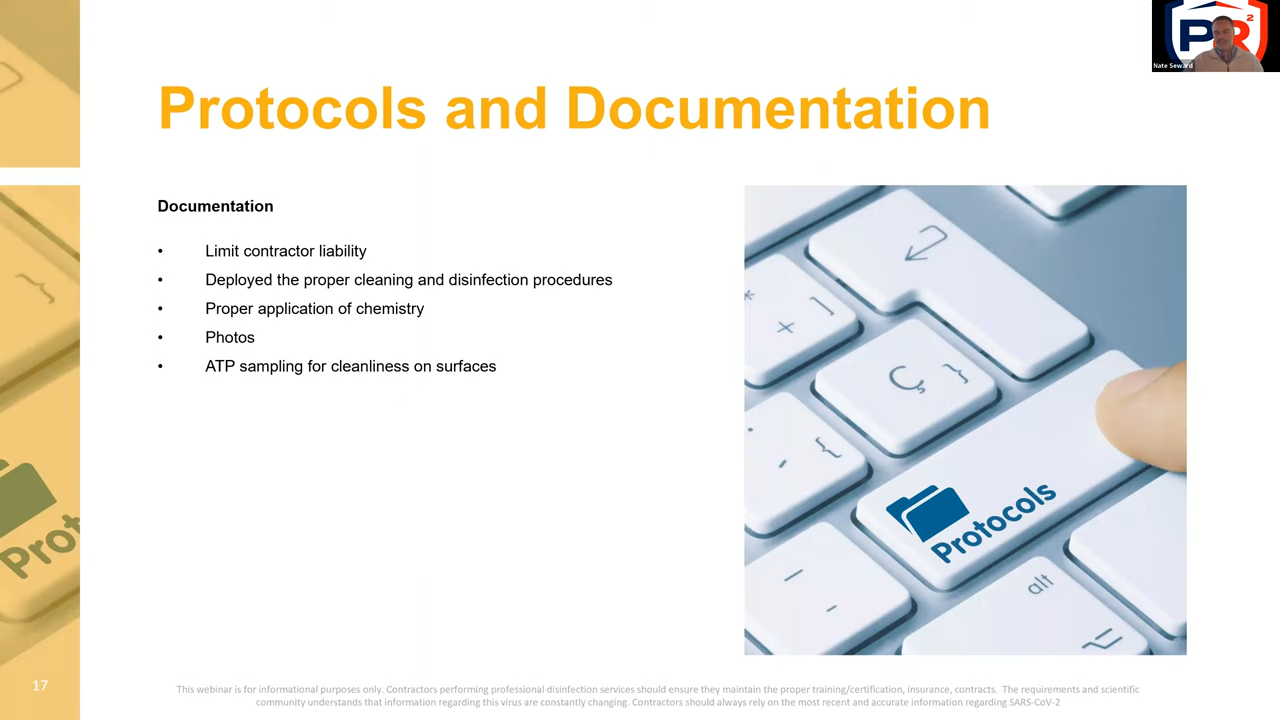 PR2
Nate Seward
Protocols and Documentation
Documentation
• Limit contractor liability
• Deployed the proper cleaning and disinfection procedures
• Proper application of chemistry
• Photos
• ATP sampling for cleanliness on surfaces
*
+
]
Ç }
{
Protocols
alt
Prot
17
This webinar is for informational purposes only. Contractors performing professional disinfection services should ensure they maintain the proper training/certification, insurance, contracts. The requirements and scientific
community understands that information regarding this virus are constantly changing. Contractors should always rely on the most recent and accurate information regarding SARS-CoV-2